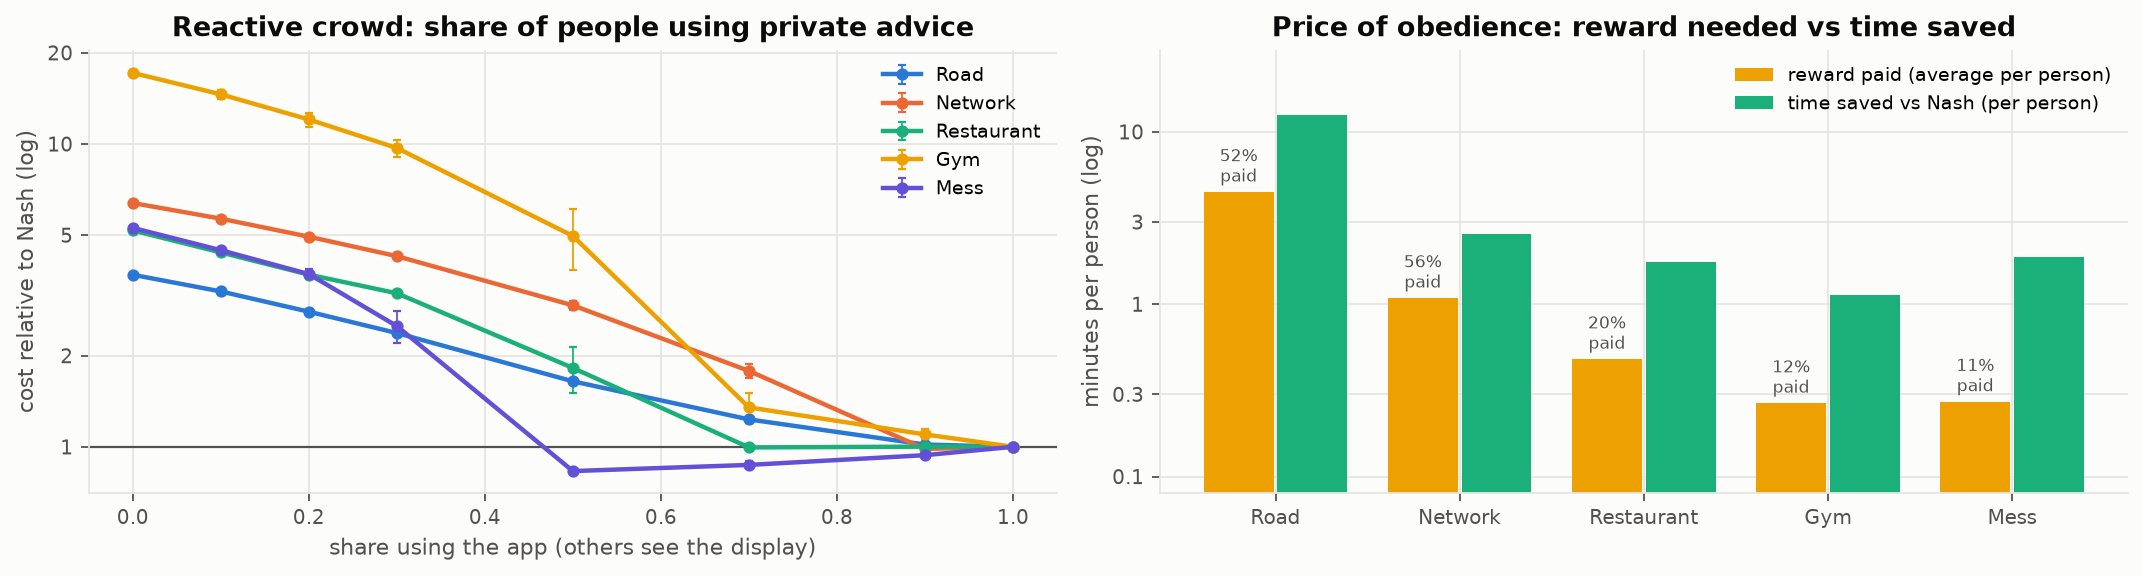 Reactive crowd: share of people using private advice
cost relative to Nash (log)
20
10
5
2
1
Road
Network
Restaurant
Gym
Mess
0.0
0.2
0.4
0.6
0.8
1.0
share using the app (others see the display)
Price of obedience: reward needed vs time saved
minutes per person (log)
10
3
1
0.3
0.1
reward paid (average per person)
time saved vs Nash (per person)
52%
paid
56%
paid
20%
paid
12%
paid
11%
paid
Road
Network
Restaurant
Gym
Mess